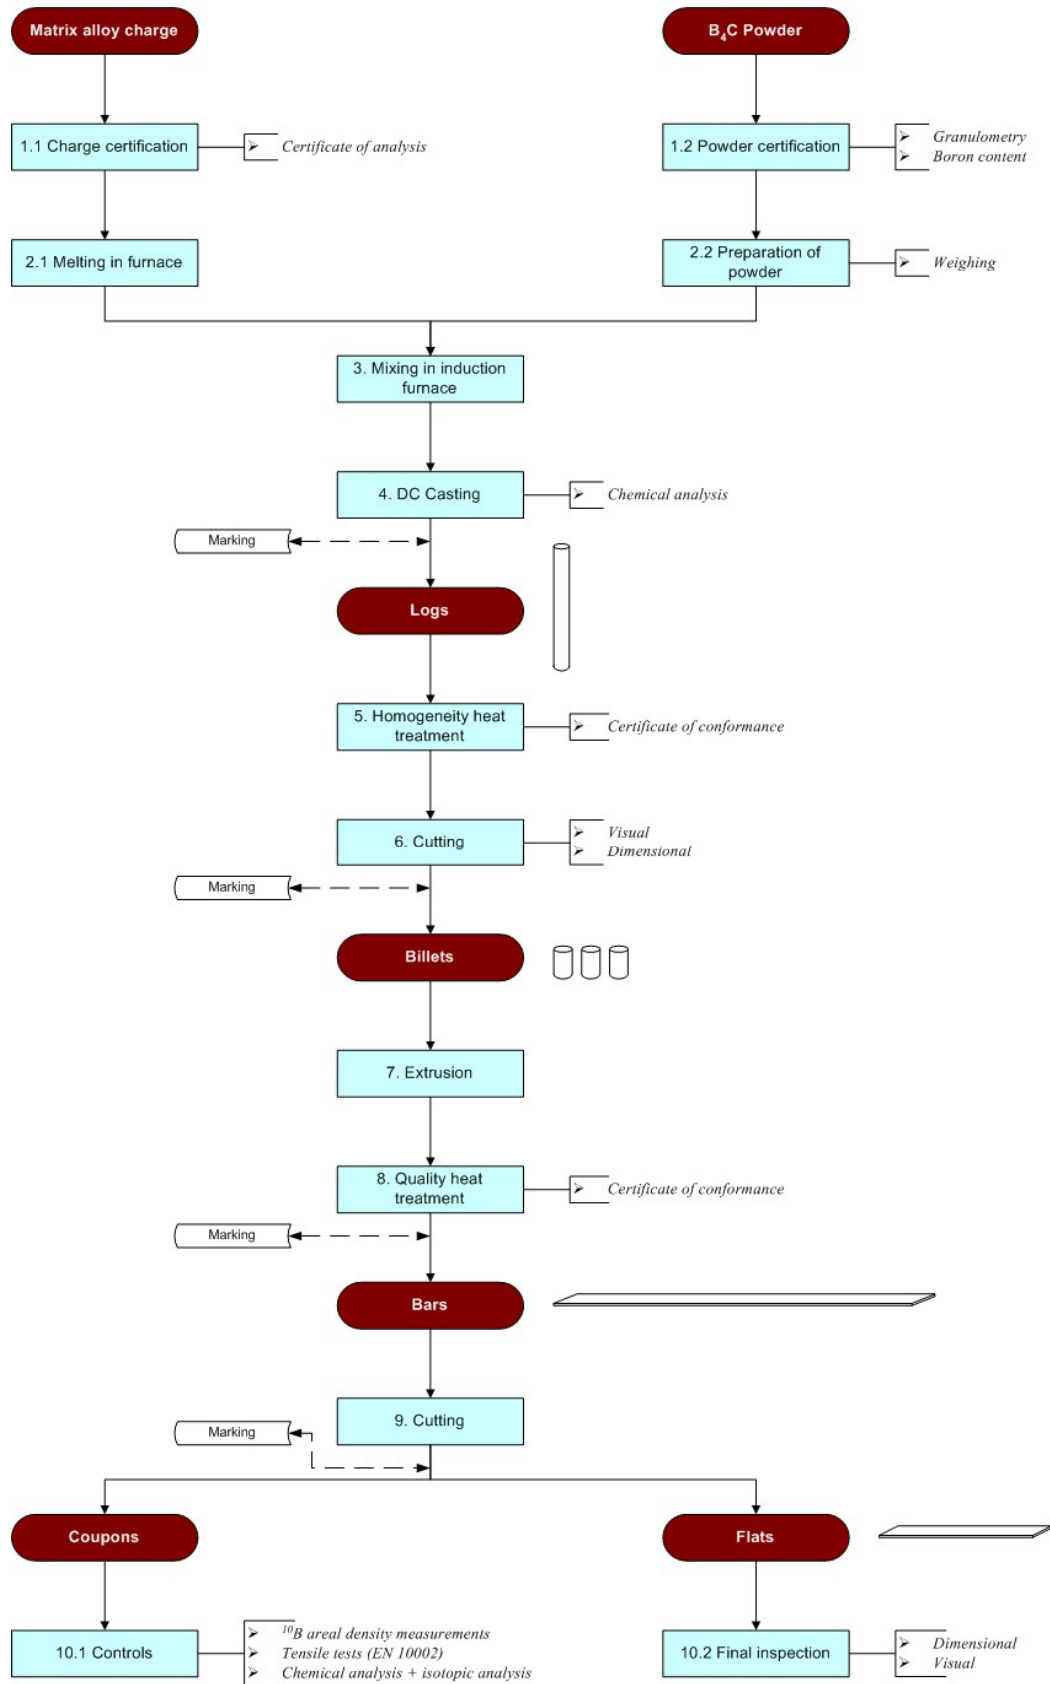 Matrix alloy charge
B₄C Powder
1.1 Charge certification
Certificate of analysis
1.2 Powder certification
Granulometry
Boron content
2.1 Melting in furnace
2.2 Preparation of
powder
Weighing
3. Mixing in induction
furnace
4. DC Casting
Chemical analysis
Marking
Logs
5. Homogeneity heat
treatment
Certificate of conformance
6. Cutting
Visual
Dimensional
Marking
Billets
7. Extrusion
8. Quality heat
treatment
Certificate of conformance
Marking
Bars
9. Cutting
Marking
Coupons
Flats
10.1 Controls
¹⁰B areal density measurements
Tensile tests (EN 10002)
Chemical analysis + isotopic analysis
10.2 Final inspection
Dimensional
Visual